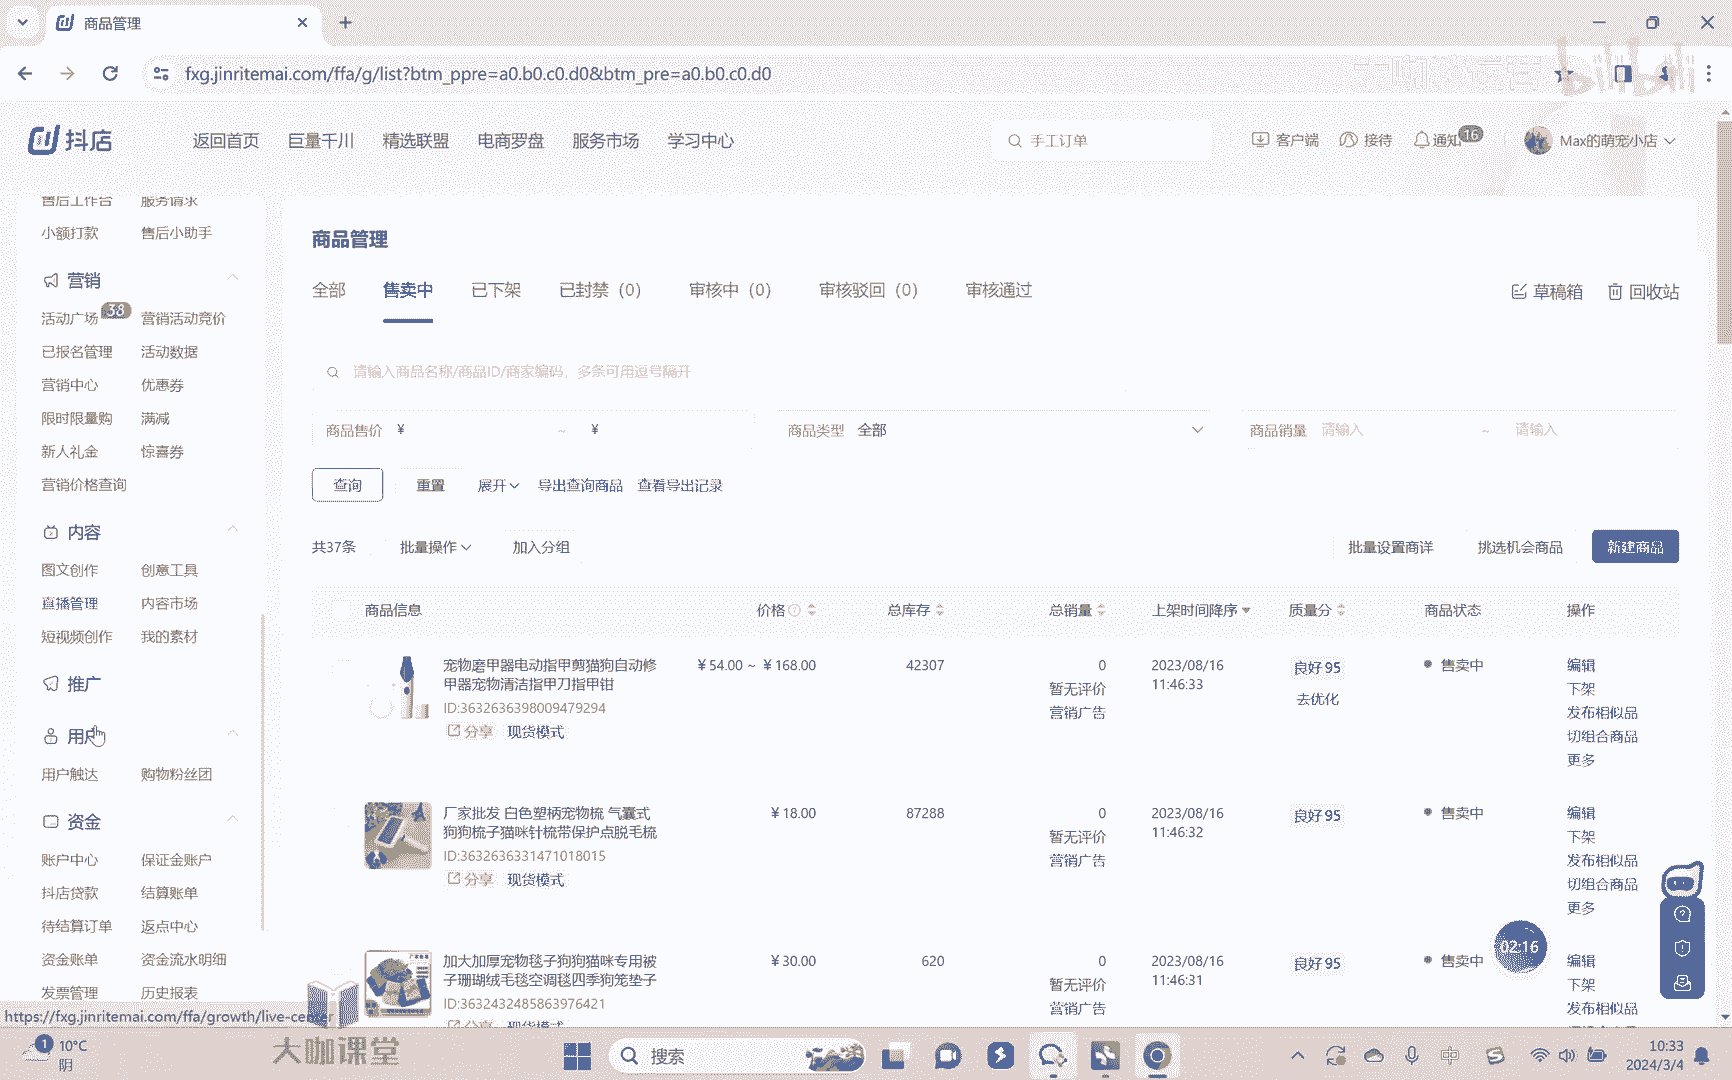 商品管理
fxg.jinritemai.com/ffa/g/list?btm_ppre=a0.b0.c0.d0&btm_pre=a0.b0.c0.d0
bilibili
抖店
返回首页 巨量千川 精选联盟 电商罗盘 服务市场 学习中心
手工订单
客户端 接待 通知 16 Max的萌宠小店
售后工作台 服务请求
小额打款 售后小助手
营销
活动广场 38 营销活动竞价
已报名管理 活动数据
营销中心 优惠券
限时限量购 满减
新人礼金 惊喜券
营销价格查询
内容
图文创作 创意工具
直播管理 内容市场
短视频创作 我的素材
推广
用户
用户触达 购物粉丝团
资金
账户中心 保证金账户
抖店贷款 结算账单
待结算订单 返点中心
资金账单 资金流水明细
发票管理 历史报表
https://fxg.jinritemai.com/ffa/growth/live-center
商品管理
全部 售卖中 已下架 已封禁（0） 审核中（0） 审核驳回（0） 审核通过
草稿箱 回收站
请输入商品名称/商品ID/商家编码，多条可用逗号隔开
商品售价 ¥ ~ ¥ 商品类型 全部 商品销量 请输入 ~ 请输入
查询 重置 展开 导出查询商品 查看导出记录
共37条 批量操作 加入分组 批量设置商详 挑选机会商品 新建商品
商品信息 价格 总库存 总销量 上架时间降序 质量分 商品状态 操作
宠物磨甲器电动指甲剪猫狗自动修
甲器宠物清洁指甲刀指甲钳
ID:3632636398009479294
分享 现货模式
¥54.00 ~ ¥168.00 42307 0
暂无评价
营销广告
2023/08/16
11:46:33
良好 95
去优化
售卖中
编辑
下架
发布相似品
切组合商品
更多
厂家批发 白色塑柄宠物梳 气囊式
狗狗梳子猫咪针梳带保护点脱毛梳
ID:3632636331471018015
分享 现货模式
¥18.00 87288 0
暂无评价
营销广告
2023/08/16
11:46:32
良好 95
售卖中
编辑
下架
发布相似品
切组合商品
更多
加大加厚宠物毯子狗狗猫咪专用被
子珊瑚绒毛毯空调毯四季狗笼垫子
ID:3632432485863976421
分享 现货模式
¥30.00 620 0
暂无评价
营销广告
2023/08/16
11:46:31
良好 95
售卖中
编辑
下架
发布相似品
02:16
大咖课堂
1
10°C
阴
搜索
中
10:33
2024/3/4